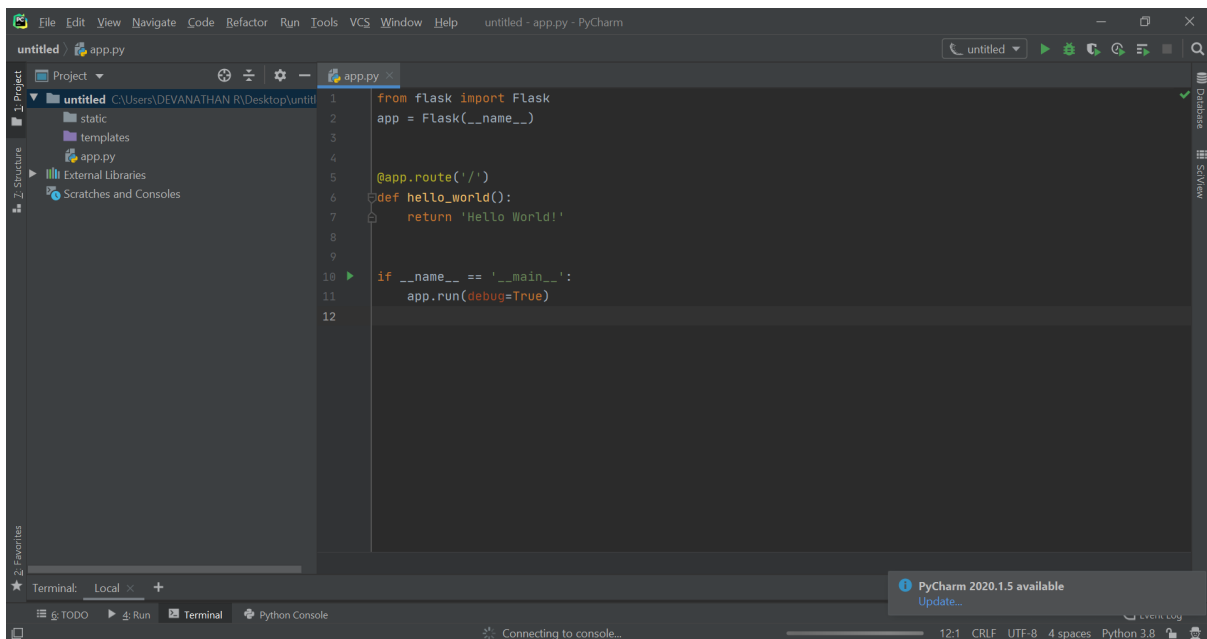 File Edit View Navigate Code Refactor Run Tools VCS Window Help untitled - app.py - PyCharm
untitled app.py untitled
Project app.py
1: Project
untitled C:\Users\DEVANATHAN R\Desktop\untitl
static
templates
app.py
External Libraries
Scratches and Consoles
Z: Structure
2: Favorites
1 from flask import Flask
2 app = Flask(__name__)
3
4
5 @app.route('/')
6 def hello_world():
7 return 'Hello World!'
8
9
10 if __name__ == '__main__':
11 app.run(debug=True)
12
Database
SciView
Terminal: Local +
PyCharm 2020.1.5 available
Update...
6: TODO 4: Run Terminal Python Console Event Log
Connecting to console... 12:1 CRLF UTF-8 4 spaces Python 3.8